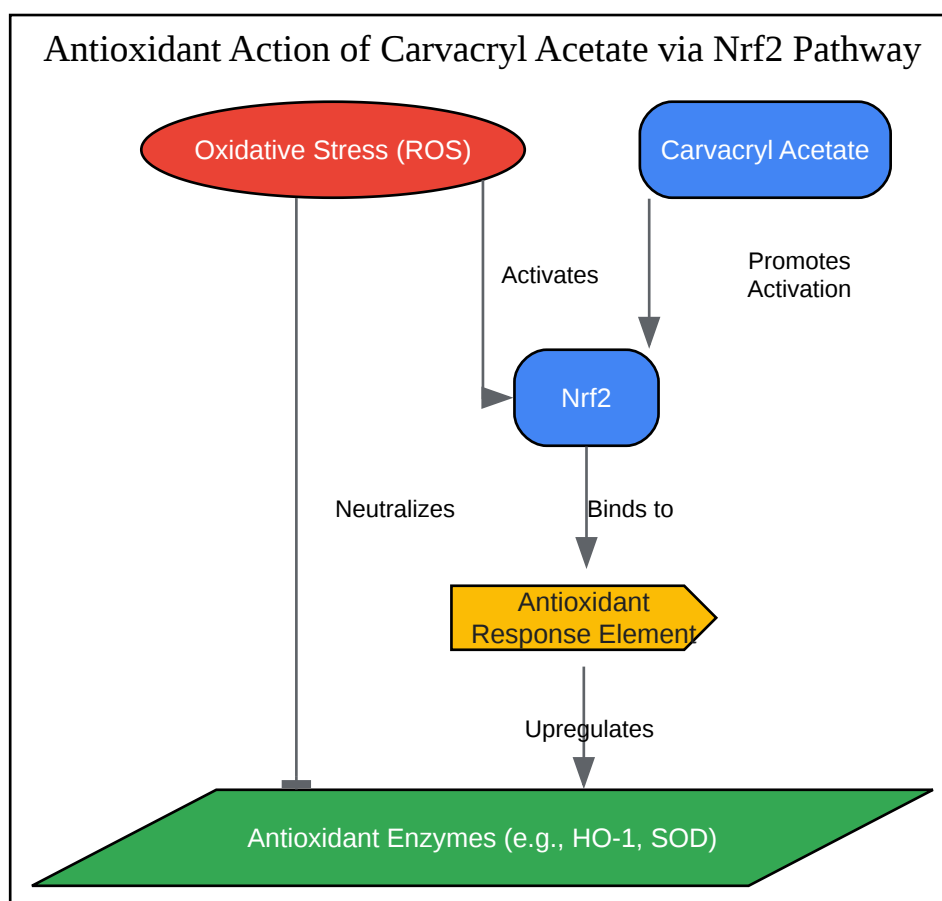 Antioxidant Action of Carvacryl Acetate via Nrf2 Pathway
Oxidative Stress (ROS)
Carvacryl Acetate
Activates
Promotes
Activation
Nrf2
Neutralizes
Binds to
Antioxidant
Response Element
Upregulates
Antioxidant Enzymes (e.g., HO-1, SOD)